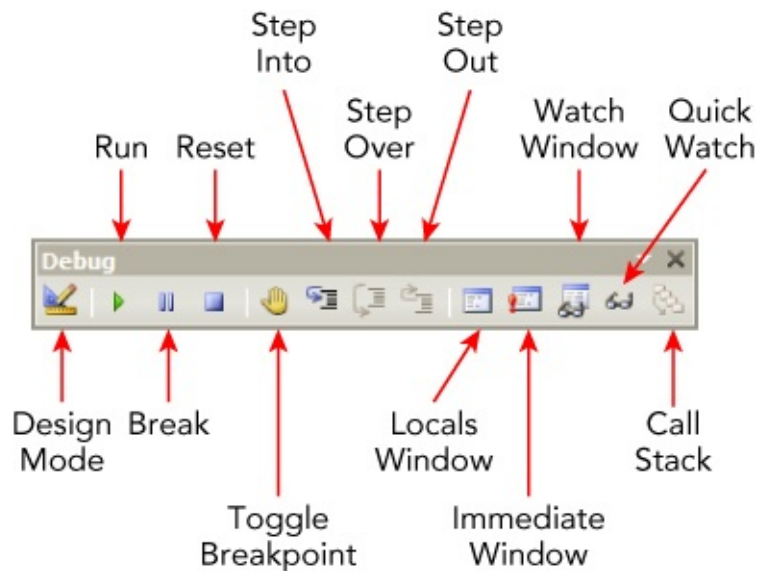 Step
Into
Step
Out
Step
Over
Watch
Window
Quick
Watch
Run
Reset
Debug
Design
Mode
Break
Locals
Window
Call
Stack
Toggle
Breakpoint
Immediate
Window